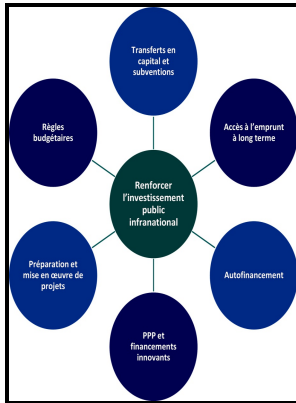 Transferts en
capital et
subventions
Règles
budgétaires
Accès à l'emprunt
à long terme
Renforcer
l'investissement
public
infranational
Préparation et
mise en œuvre de
projets
Autofinancement
PPP et
financements
innovants